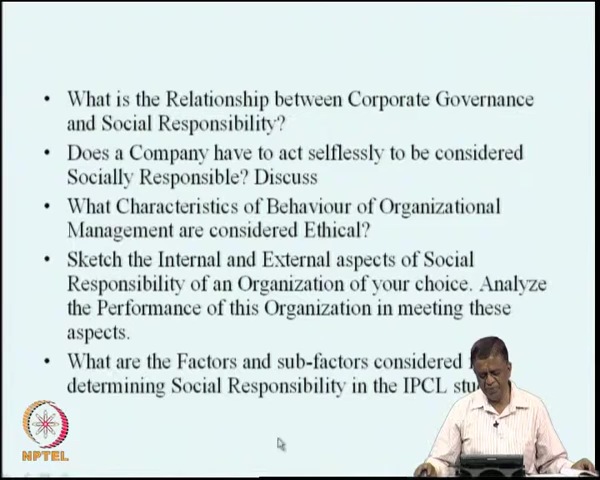 • What is the Relationship between Corporate Governance
and Social Responsibility?
• Does a Company have to act selflessly to be considered
Socially Responsible? Discuss
• What Characteristics of Behaviour of Organizational
Management are considered Ethical?
• Sketch the Internal and External aspects of Social
Responsibility of an Organization of your choice. Analyze
the Performance of this Organization in meeting these
aspects.
• What are the Factors and sub-factors considered
determining Social Responsibility in the IPCL
NPTEL